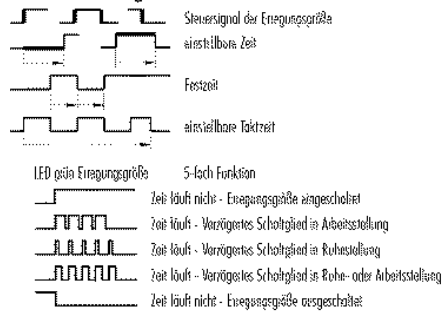 Steuersignal der Erregungsgröße
einstellbare Zeit
Festzeit
einstellbare Taktzeit
LED grün Erregungsgröße 5-fach Funktion
Zeit läuft nicht - Erregungsgröße eingeschaltet
Zeit läuft - Verzögertes Schaltglied in Arbeitsstellung
Zeit läuft - Verzögertes Schaltglied in Ruhestellung
Zeit läuft - Verzögertes Schaltglied in Ruhe- oder Arbeitsstellung
Zeit läuft nicht - Erregungsgröße ausgeschaltet